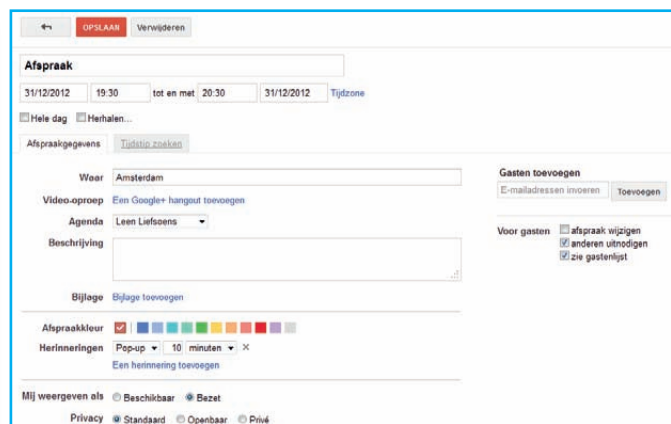 OPSLAAN Verwijderen
Afspraak
31/12/2012 19:30 tot en met 20:30 31/12/2012 Tijdzone
Hele dag Herhalen...
Afspraakgegevens Tijdstip zoeken
Waar Amsterdam
Video-oproep Een Google+ hangout toevoegen
Agenda Leen Liefsoens
Beschrijving
Bijlage Bijlage toevoegen
Afspraakkleur
Herinneringen Pop-up 10 minuten ×
Een herinnering toevoegen
Mij weergeven als Beschikbaar Bezet
Privacy Standaard Openbaar Privé
Gasten toevoegen
E-mailadressen invoeren Toevoegen
Voor gasten afspraak wijzigen
anderen uitnodigen
zie gastenlijst